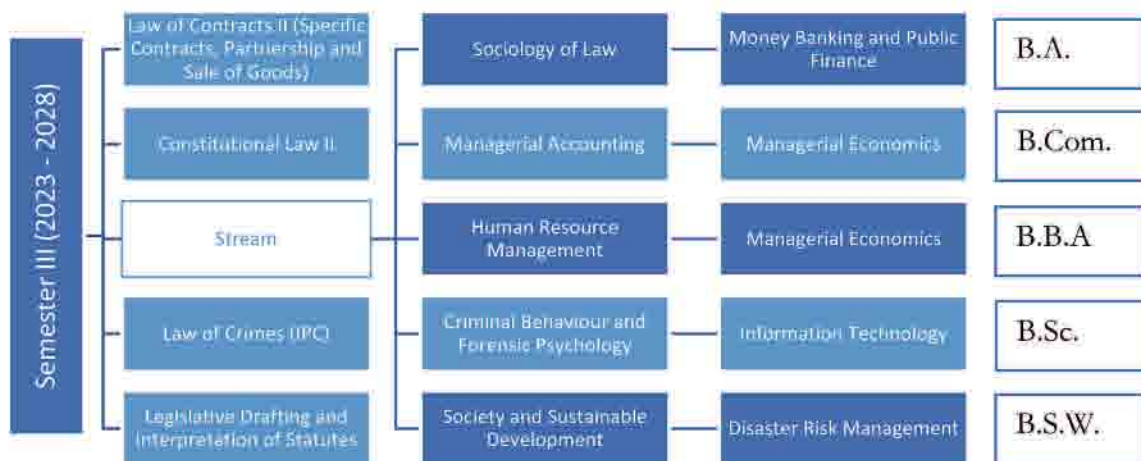 Semester III (2023 - 2028)
Law of Contracts II (Specific
Contracts, Partnership and
Sale of Goods)
Constitutional Law II
Stream
Law of Crimes (IPC)
Legislative Drafting and
Interpretation of Statutes
Sociology of Law
Money Banking and Public
Finance
B.A.
Managerial Accounting
Managerial Economics
B.Com.
Human Resource
Management
Managerial Economics
B.B.A
Criminal Behaviour and
Forensic Psychology
Information Technology
B.Sc.
Society and Sustainable
Development
Disaster Risk Management
B.S.W.